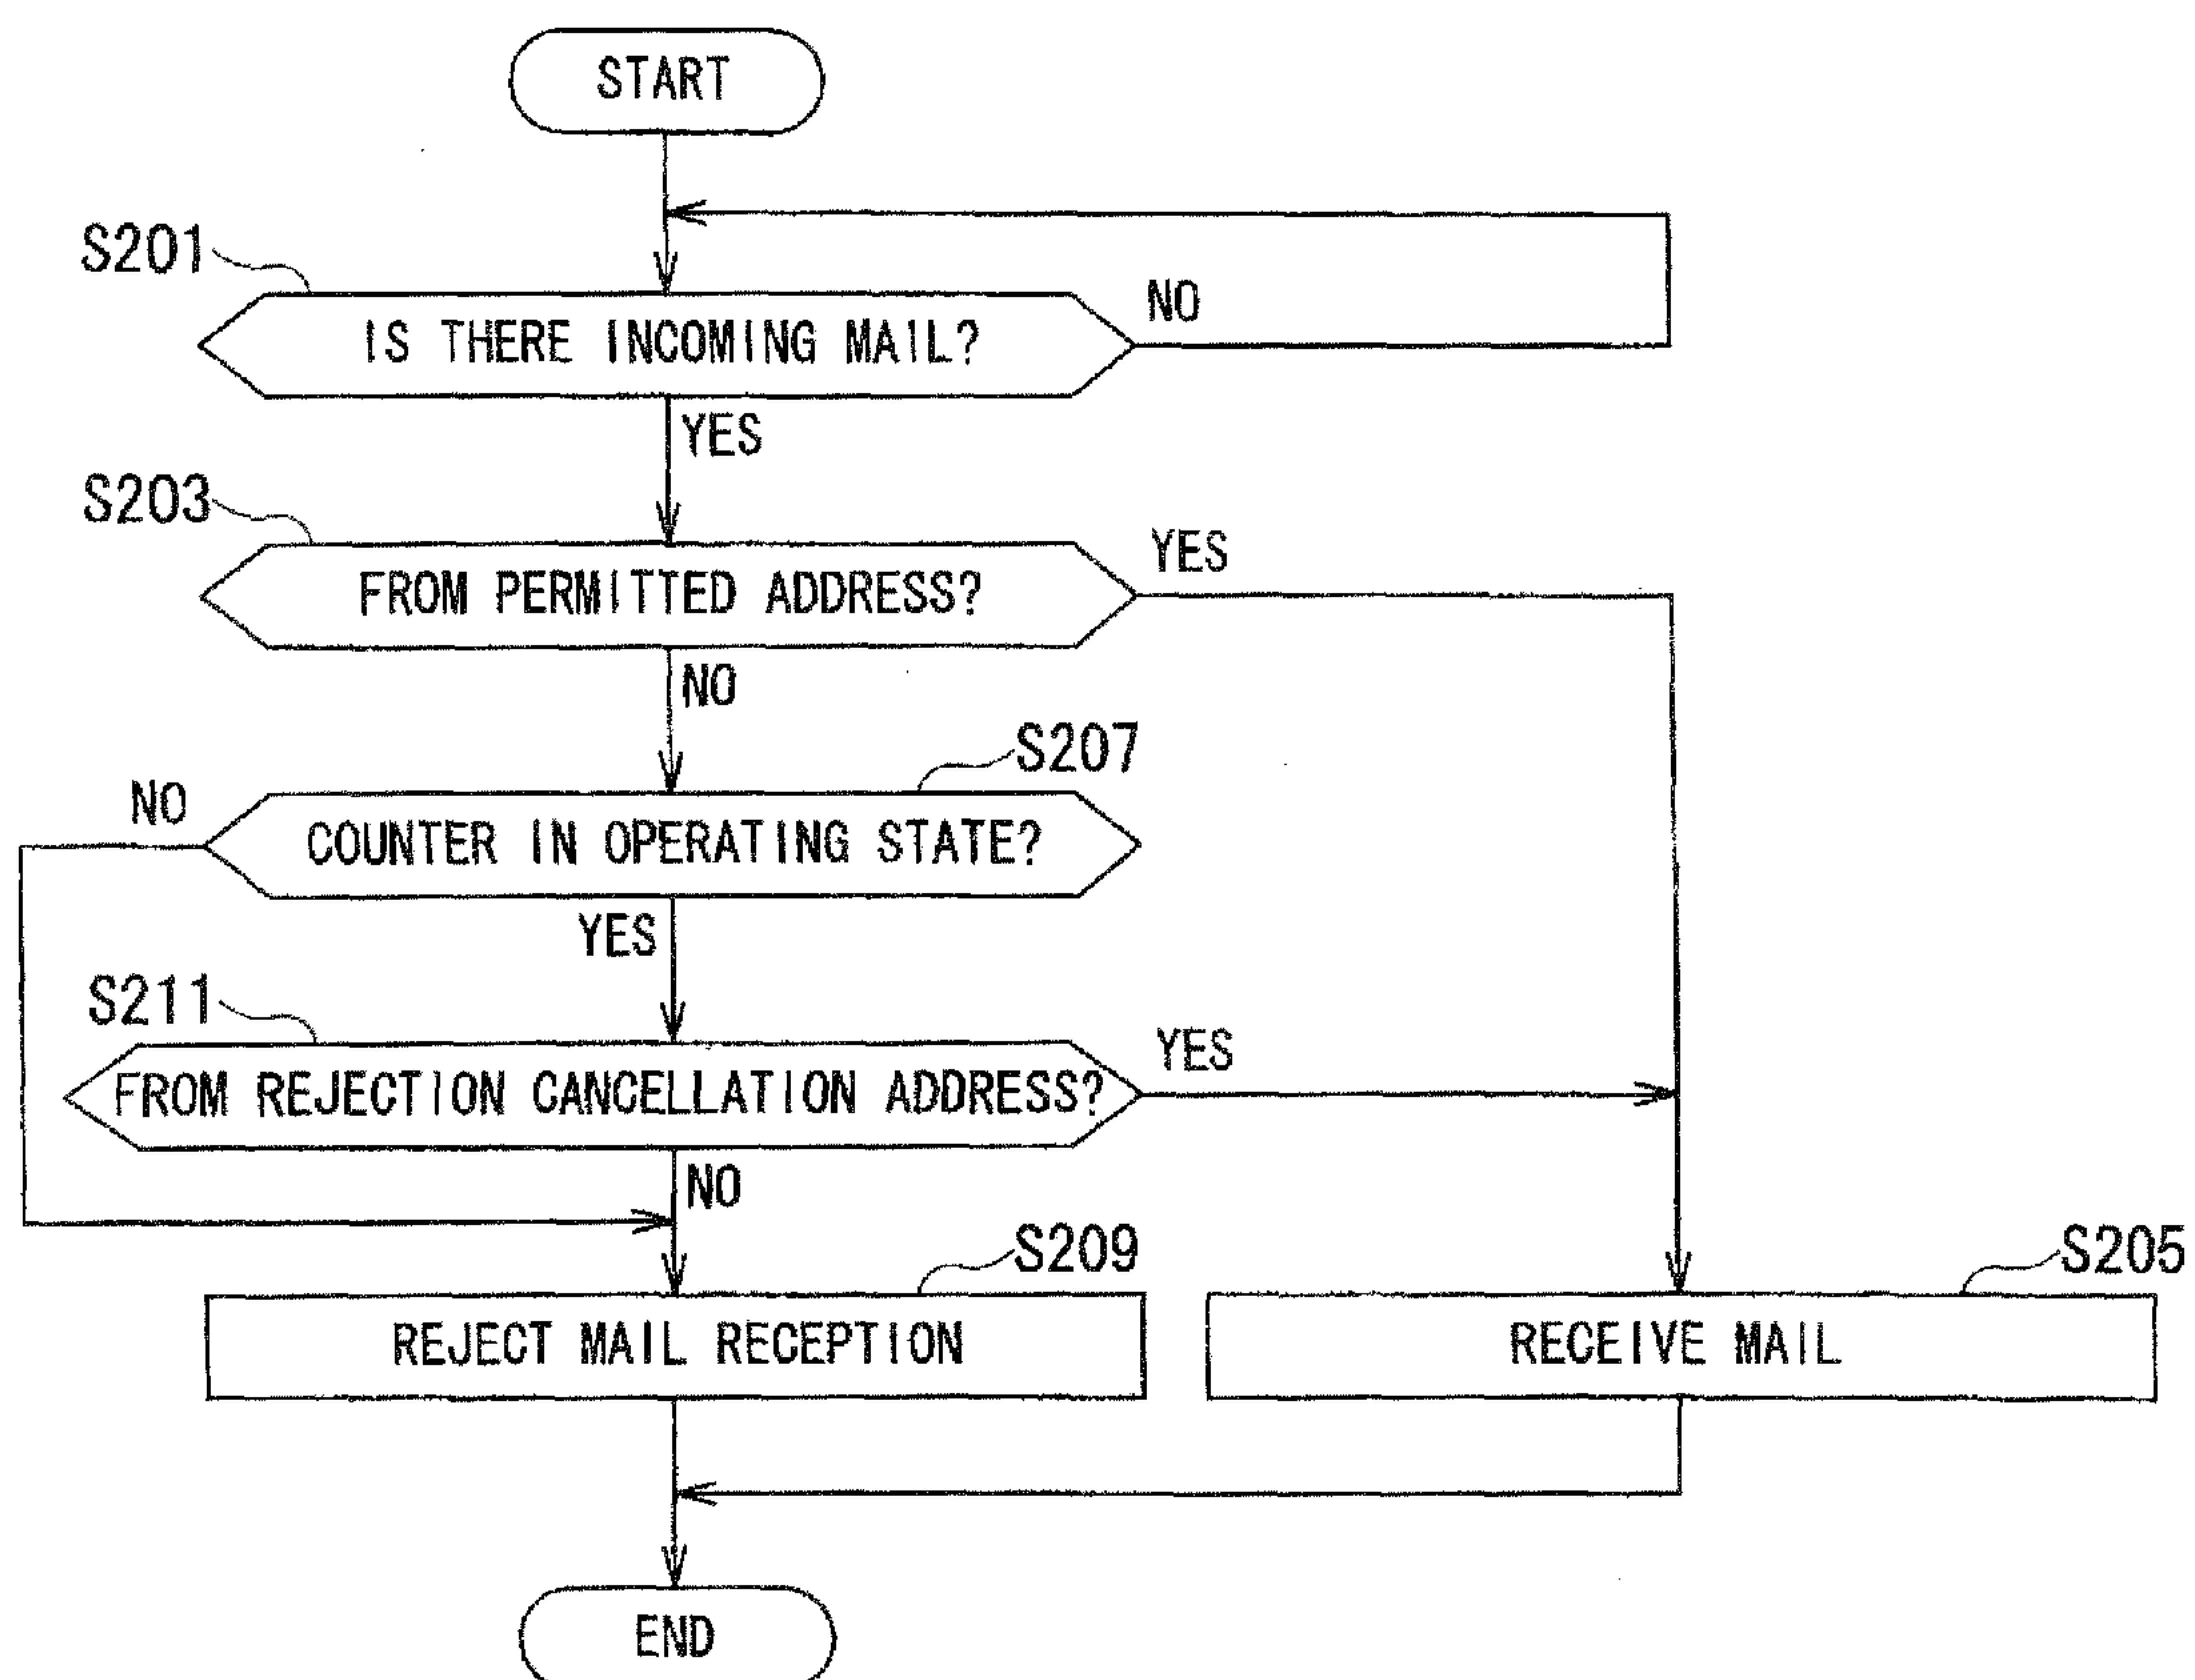 START
S201
IS THERE INCOMING MAIL?
NO
YES
S203
FROM PERMITTED ADDRESS?
YES
NO
S207
NO
COUNTER IN OPERATING STATE?
YES
S211
FROM REJECTION CANCELLATION ADDRESS?
YES
NO
S209
S205
REJECT MAIL RECEPTION
RECEIVE MAIL
END